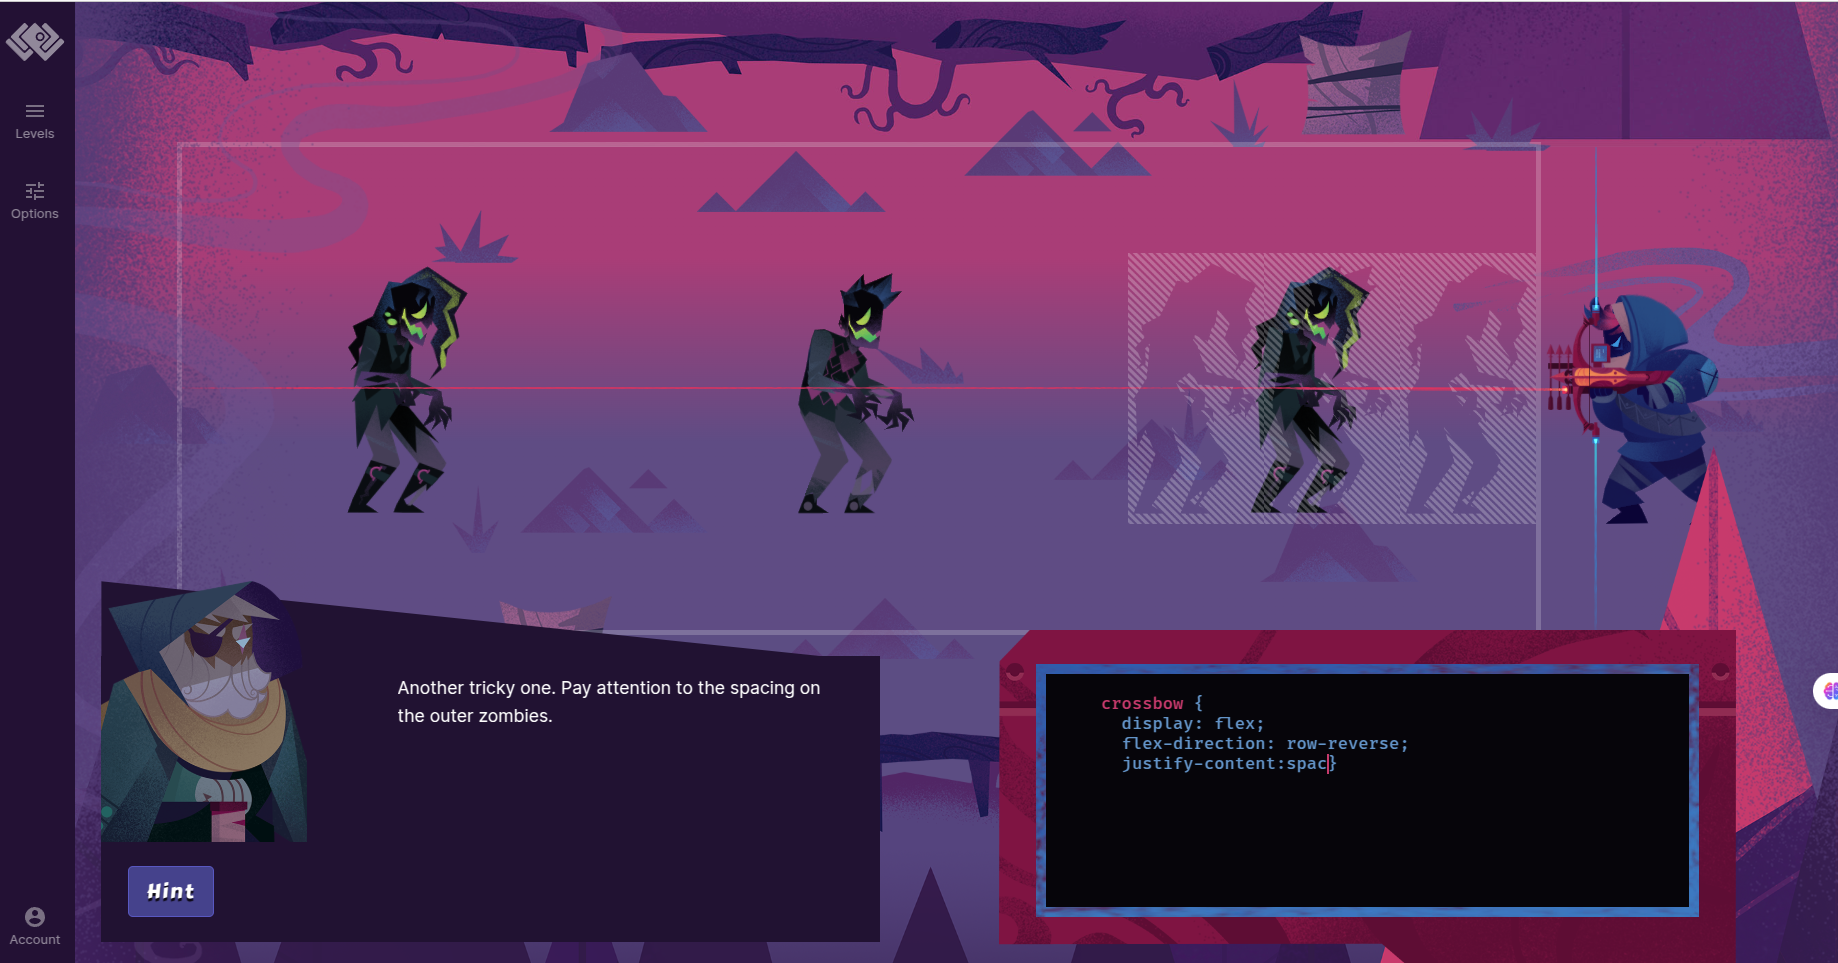 Levels
Options
Another tricky one. Pay attention to the spacing on
the outer zombies.
Hint
Account
crossbow {
display: flex;
flex-direction: row-reverse;
justify-content:spac}